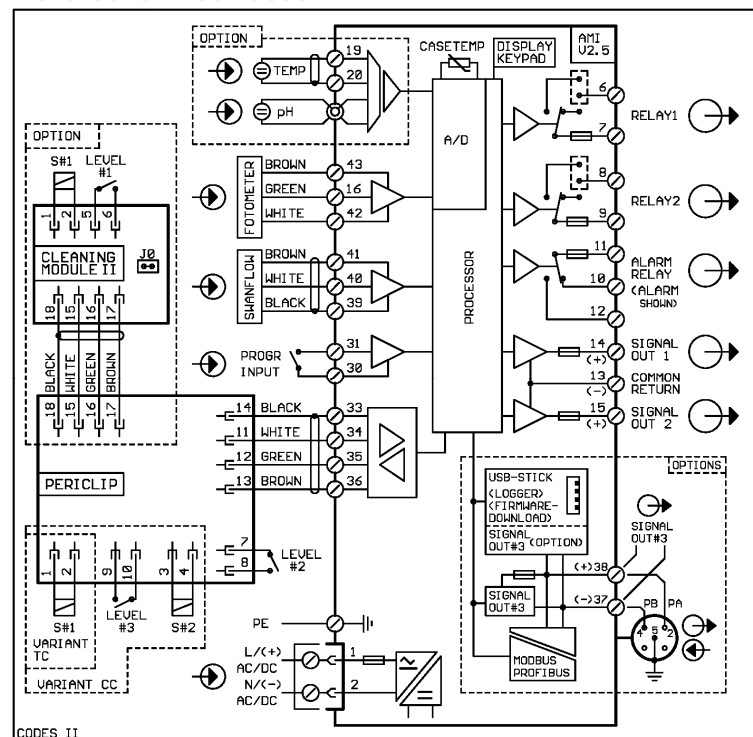 OPTION
19
TEMP
20
pH
CASETEMP
DISPLAY
KEYPAD
AMI
V2.5
A/D
PROCESSOR
6
RELAY1
7
8
RELAY2
9
11
ALARM
RELAY
10
(ALARM
SHOWN)
12
14
(+)
SIGNAL
OUT 1
13
(-)
COMMON
RETURN
15
(+)
SIGNAL
OUT 2
FOTOMETER
BROWN 43
GREEN 16
WHITE 42
SWANFLOW
BROWN 41
WHITE 40
BLACK 39
PROGR
INPUT
31
30
OPTION
S#1
LEVEL
#1
1 2 5 6
CLEANING
MODULE II
J0
18 15 16 17
BLACK
WHITE
GREEN
BROWN
18 15 16 17
14 BLACK 33
11 WHITE 34
12 GREEN 35
13 BROWN 36
PERICLIP
7
8
LEVEL
#2
1 2 9 10 3 4
S#1
LEVEL
#3
S#2
VARIANT
TC
VARIANT CC
PE
L/(+)
AC/DC
1
N/(-)
AC/DC
2
OPTIONS
USB-STICK
(LOGGER)
(FIRMWARE-
DOWNLOAD)
SIGNAL
OUT#3 (OPTION)
SIGNAL
OUT#3
(+)38
SIGNAL
OUT#3
(-)37
PB PA
4 5 2
MODBUS
PROFIBUS
CODES II